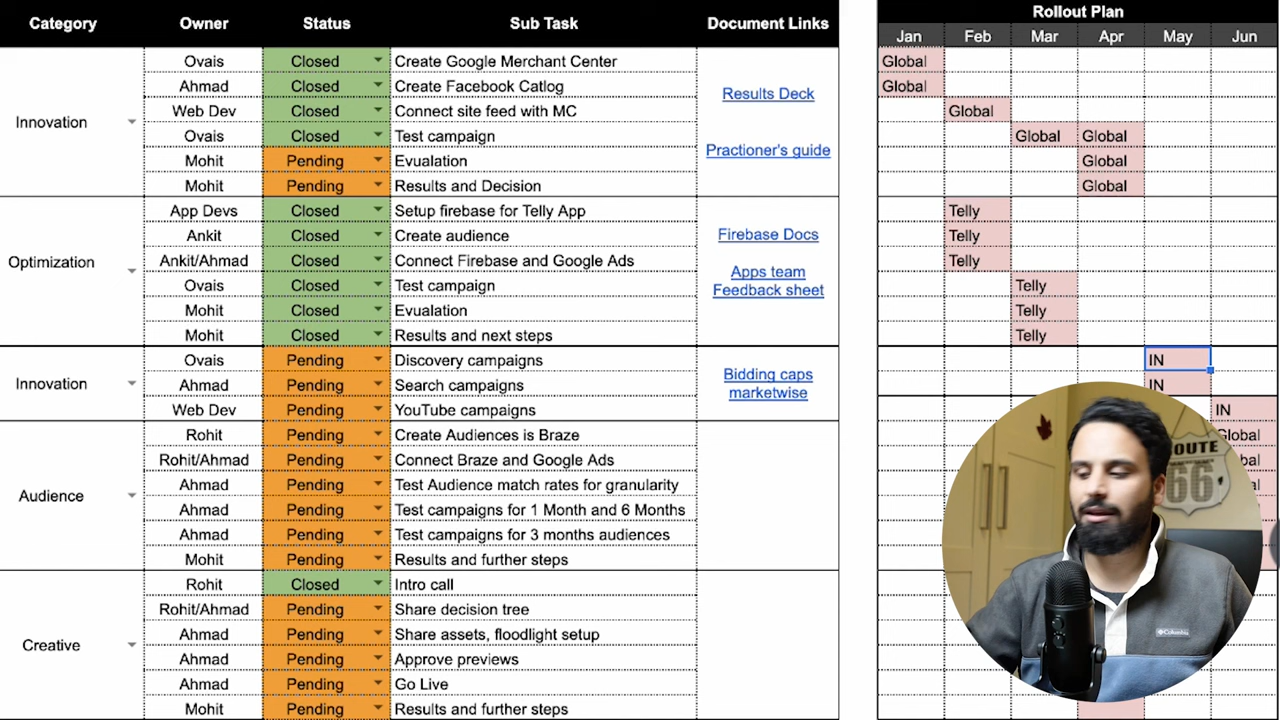 Category Owner Status Sub Task Document Links Rollout Plan
Jan Feb Mar Apr May Jun
Ovais Closed Create Google Merchant Center Global
Ahmad Closed Create Facebook Catlog Global
Results Deck
Web Dev Closed Connect site feed with MC Global
Innovation
Ovais Closed Test campaign Global Global
Practioner's guide
Mohit Pending Evualation Global
Mohit Pending Results and Decision Global
App Devs Closed Setup firebase for Telly App Telly
Ankit Closed Create audience Firebase Docs Telly
Optimization Ankit/Ahmad Closed Connect Firebase and Google Ads Telly
Apps team
Feedback sheet
Ovais Closed Test campaign Telly
Mohit Closed Evualation Telly
Mohit Closed Results and next steps Telly
Ovais Pending Discovery campaigns IN
Innovation Ahmad Pending Search campaigns IN
Bidding caps
marketwise
Web Dev Pending YouTube campaigns IN
Rohit Pending Create Audiences is Braze Global
Rohit/Ahmad Pending Connect Braze and Google Ads
Ahmad Pending Test Audience match rates for granularity
Audience
Ahmad Pending Test campaigns for 1 Month and 6 Months
Ahmad Pending Test campaigns for 3 months audiences
Mohit Pending Results and further steps
Rohit Closed Intro call
Rohit/Ahmad Pending Share decision tree
Ahmad Pending Share assets, floodlight setup
Creative
Ahmad Pending Approve previews
Ahmad Pending Go Live
Mohit Pending Results and further steps
ROUTE
66
Columbia